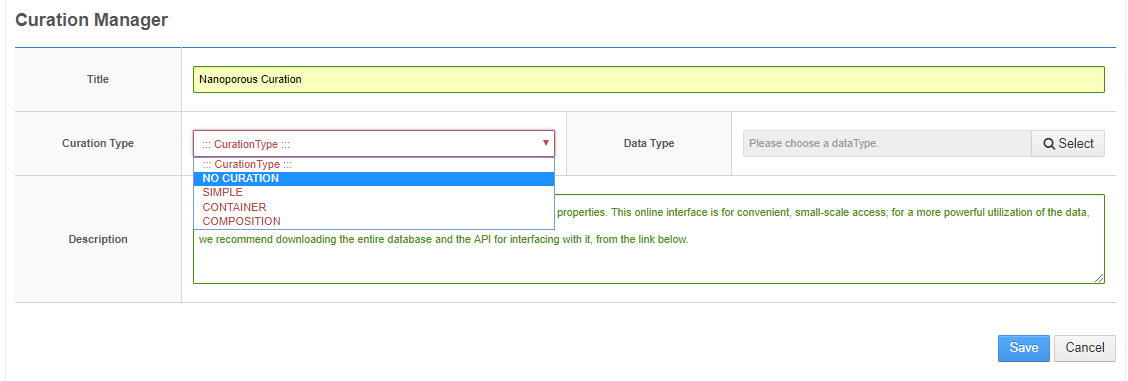 Curation Manager
Title
Nanoporous Curation
Curation Type
::: CurationType :::
Data Type
Please choose a dataType.
Select
::: CurationType :::
NO CURATION
SIMPLE
CONTAINER
COMPOSITION
Description
properties. This online interface is for convenient, small-scale access; for a more powerful utilization of the data,
we recommend downloading the entire database and the API for interfacing with it, from the link below.
Save
Cancel